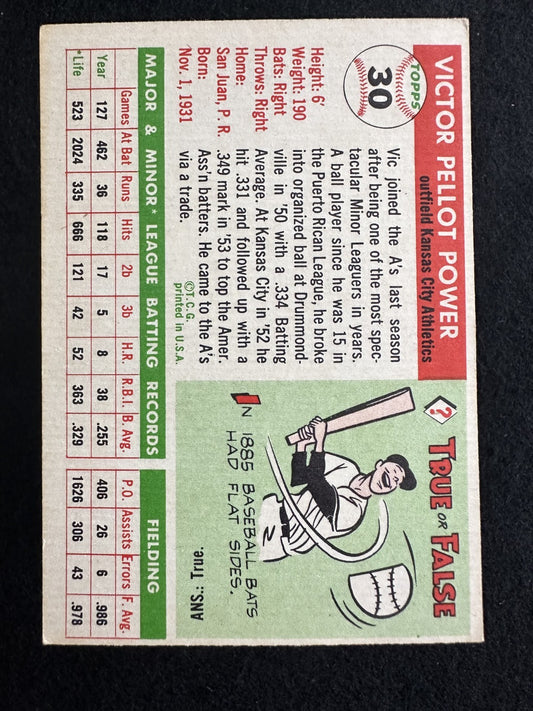 TOPPS
30
VICTOR PELLOT POWER
outfield Kansas City Athletics
Height: 6'
Weight: 190
Bats: Right
Throws: Right
Home:
San Juan, P. R.
Born:
Nov. 1, 1931
Vic joined the A's last season
after being one of the most spec-
tacular Minor Leaguers in years.
A ball player since he was 15 in
the Puerto Rican League, he broke
into organized ball at Drummond-
ville in '50 with a .334 Batting
Average. At Kansas City in '52 he
hit .331 and followed up with a
.349 mark in '53 to top the Amer.
Ass'n batters. He came to the A's
via a trade.
©T.C.G.
printed in U.S.A.
?
TRUE OR FALSE
IN 1885 BASEBALL BATS
HAD FLAT SIDES.
ANS.: True.
MAJOR & MINOR* LEAGUE BATTING RECORDS
FIELDING
Games At Bat Runs Hits 2b 3b H.R. R.B.I. B. Avg. P.O. Assists Errors F. Avg.
Year 127 462 36 118 17 5 8 38 .255 406 26 6 .986
*Life 523 2024 335 666 121 42 52 363 .329 1626 306 43 .978